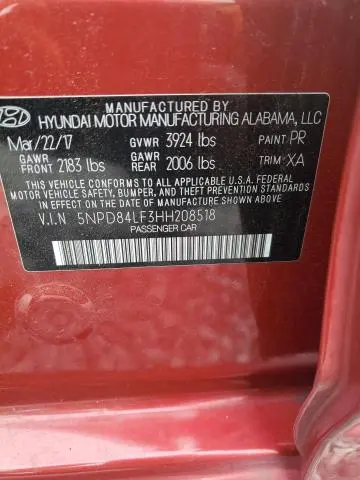 MANUFACTURED BY
HYUNDAI MOTOR MANUFACTURING ALABAMA, LLC
Mar/22/17 GVWR 3924 lbs PAINT PR
GAWR FRONT 2183 lbs GAWR REAR 2006 lbs TRIM XA
THIS VEHICLE CONFORMS TO ALL APPLICABLE U.S.A. FEDERAL
MOTOR VEHICLE SAFETY, BUMPER, AND THEFT PREVENTION STANDARDS
IN EFFECT ON THE DATE OF MANUFACTURE SHOWN ABOVE.
V.I.N 5NPD84LF3HH208518
PASSENGER CAR